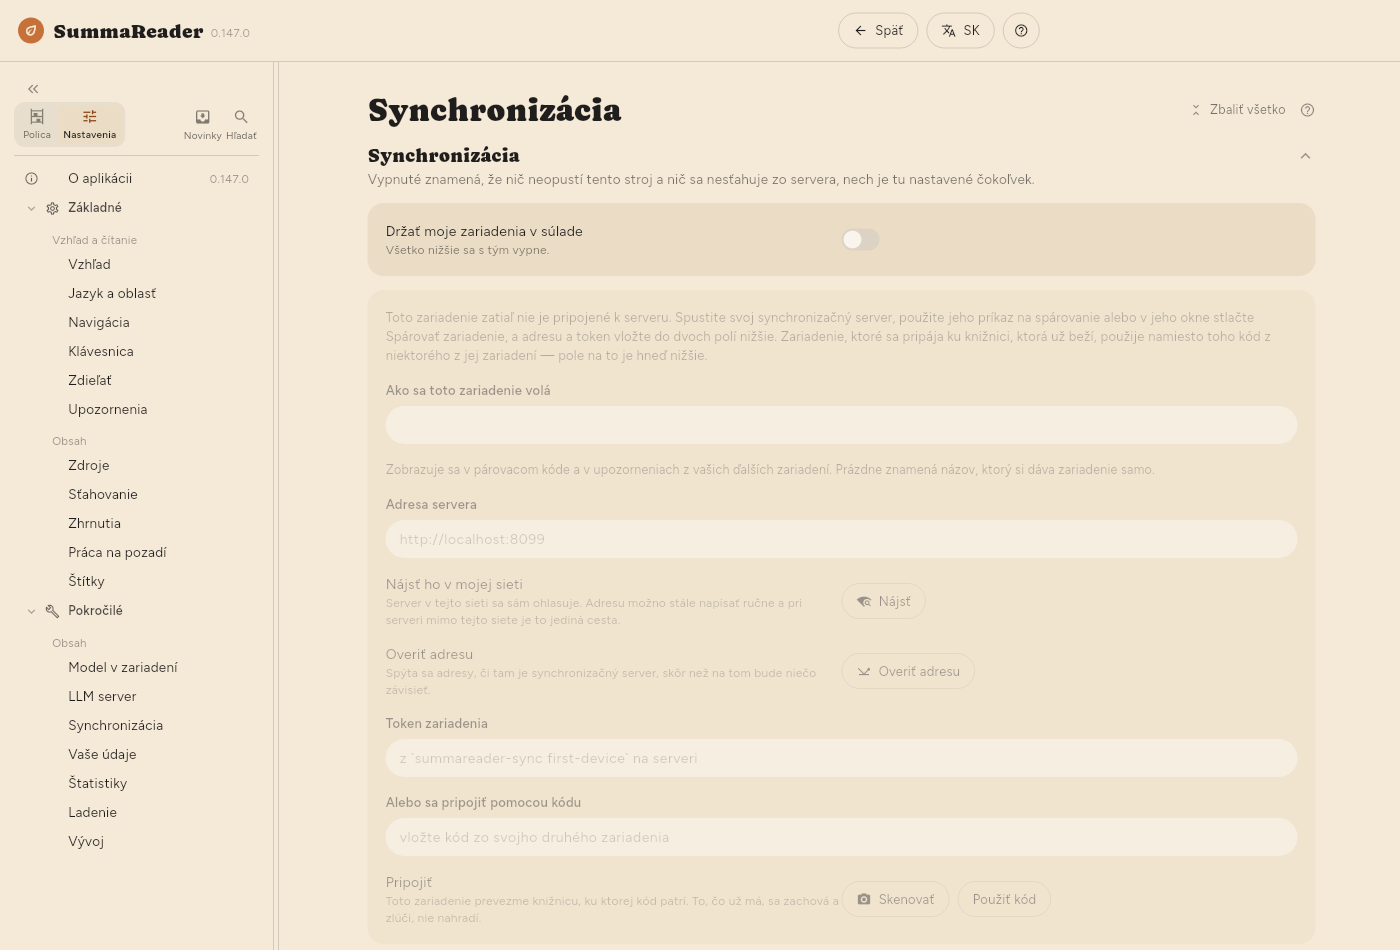 SummaReader 0.147.0
Späť
SK
Polica
Nastavenia
Novinky
Hľadať
O aplikácii 0.147.0
Základné
Vzhľad a čítanie
Vzhľad
Jazyk a oblasť
Navigácia
Klávesnica
Zdieľať
Upozornenia
Obsah
Zdroje
Sťahovanie
Zhrnutia
Práca na pozadí
Štítky
Pokročilé
Obsah
Model v zariadení
LLM server
Synchronizácia
Vaše údaje
Štatistiky
Ladenie
Vývoj
Synchronizácia
Zbaliť všetko
Synchronizácia
Vypnuté znamená, že nič neopustí tento stroj a nič sa nesťahuje zo servera, nech je tu nastavené čokoľvek.
Držať moje zariadenia v súlade
Všetko nižšie sa s tým vypne.
Toto zariadenie zatiaľ nie je pripojené k serveru. Spustite svoj synchronizačný server, použite jeho príkaz na spárovanie alebo v jeho okne stlačte
Spárovať zariadenie, a adresu a token vložte do dvoch polí nižšie. Zariadenie, ktoré sa pripája ku knižnici, ktorá už beží, použije namiesto toho kód z
niektorého z jej zariadení — pole na to je hneď nižšie.
Ako sa toto zariadenie volá
Zobrazuje sa v párovacom kóde a v upozorneniach z vašich ďalších zariadení. Prázdne znamená názov, ktorý si dáva zariadenie samo.
Adresa servera
http://localhost:8099
Nájsť ho v mojej sieti
Server v tejto sieti sa sám ohlasuje. Adresu možno stále napísať ručne a pri
serveri mimo tejto siete je to jediná cesta.
Nájsť
Overiť adresu
Spýta sa adresy, či tam je synchronizačný server, skôr než na tom bude niečo
závisieť.
Overiť adresu
Token zariadenia
z `summareader-sync first-device` na serveri
Alebo sa pripojiť pomocou kódu
vložte kód zo svojho druhého zariadenia
Pripojiť
Toto zariadenie prevezme knižnicu, ku ktorej kód patrí. To, čo už má, sa zachová a
zlúči, nie nahradí.
Skenovať
Použiť kód